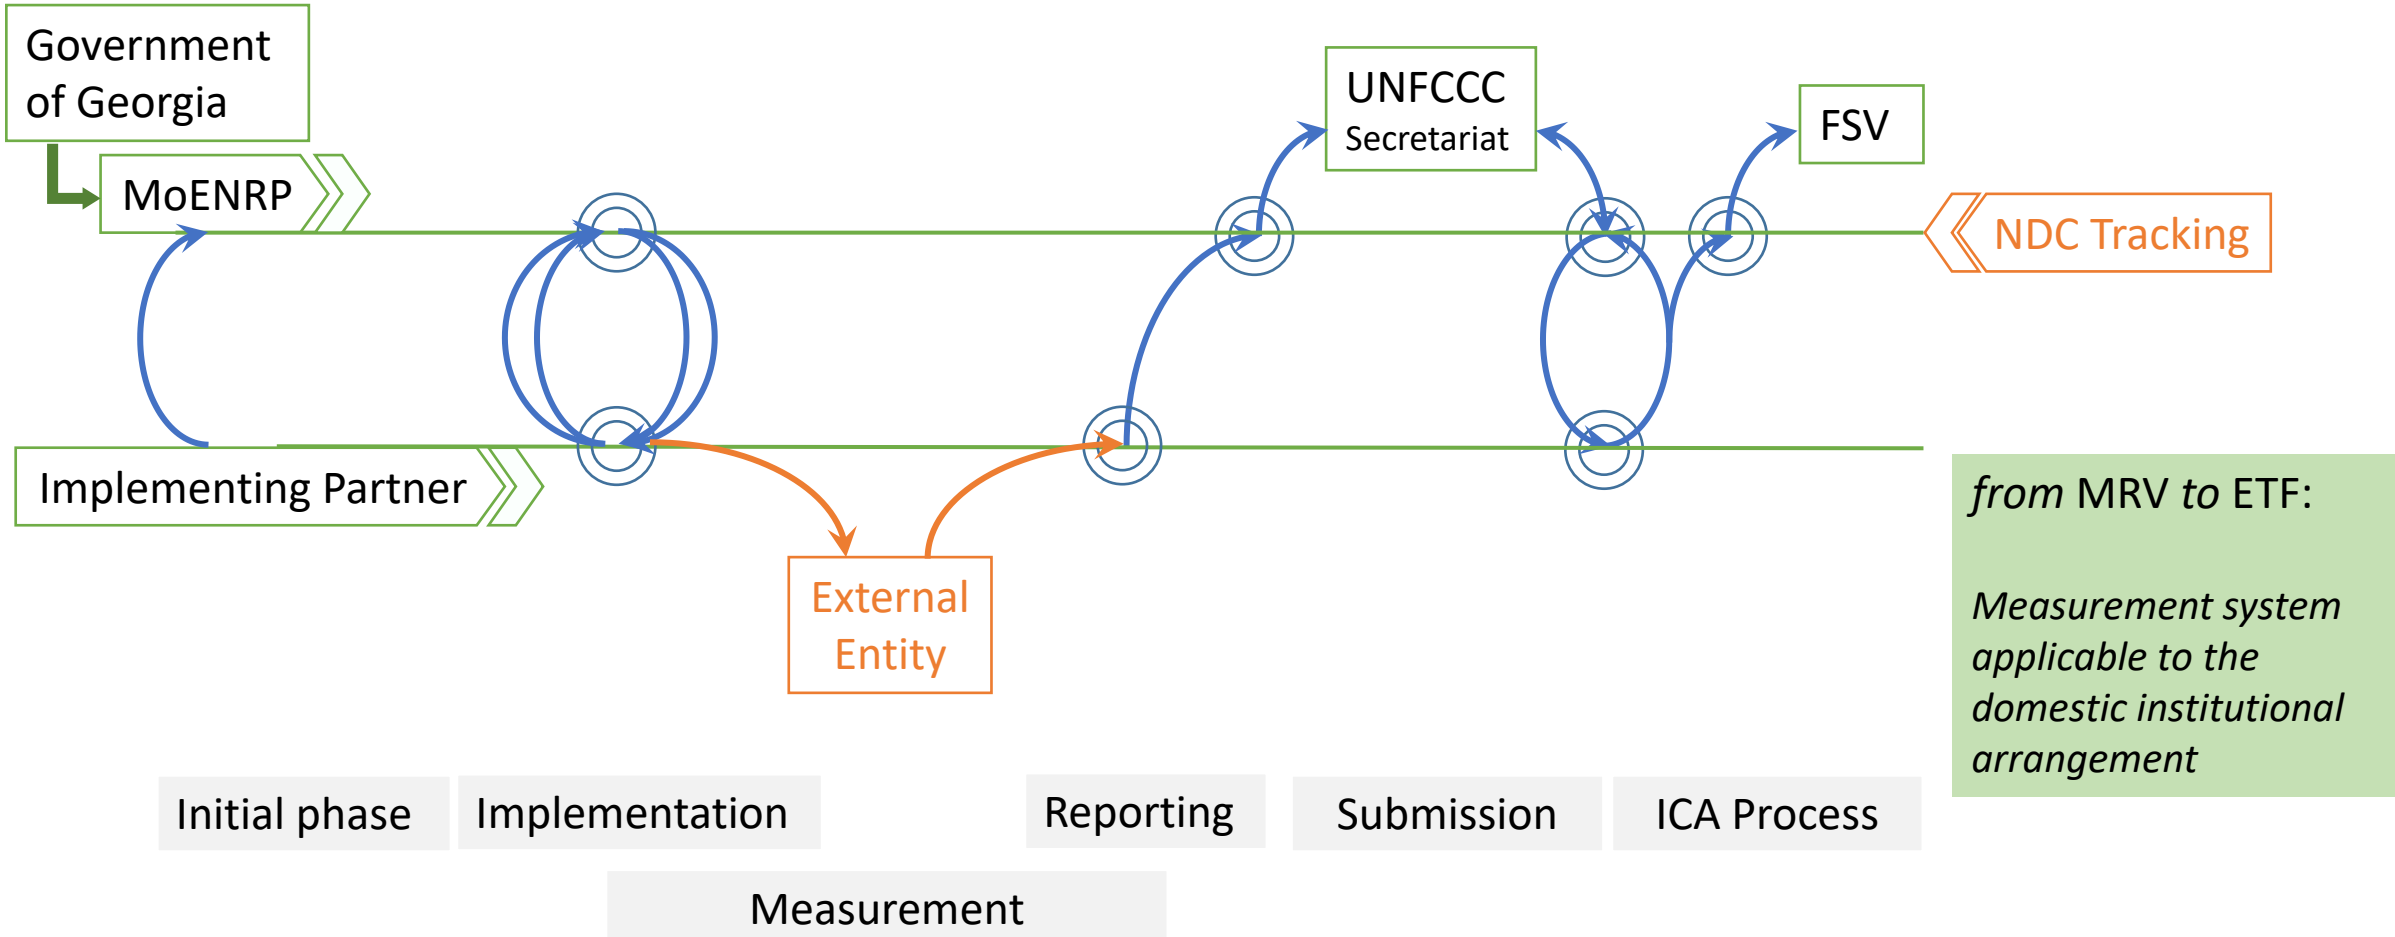 Government
of Georgia
MoENRP
UNFCCC
Secretariat
FSV
NDC Tracking
Implementing Partner
External
Entity
from MRV to ETF:
Measurement system
applicable to the
domestic institutional
arrangement
Initial phase
Implementation
Reporting
Submission
ICA Process
Measurement